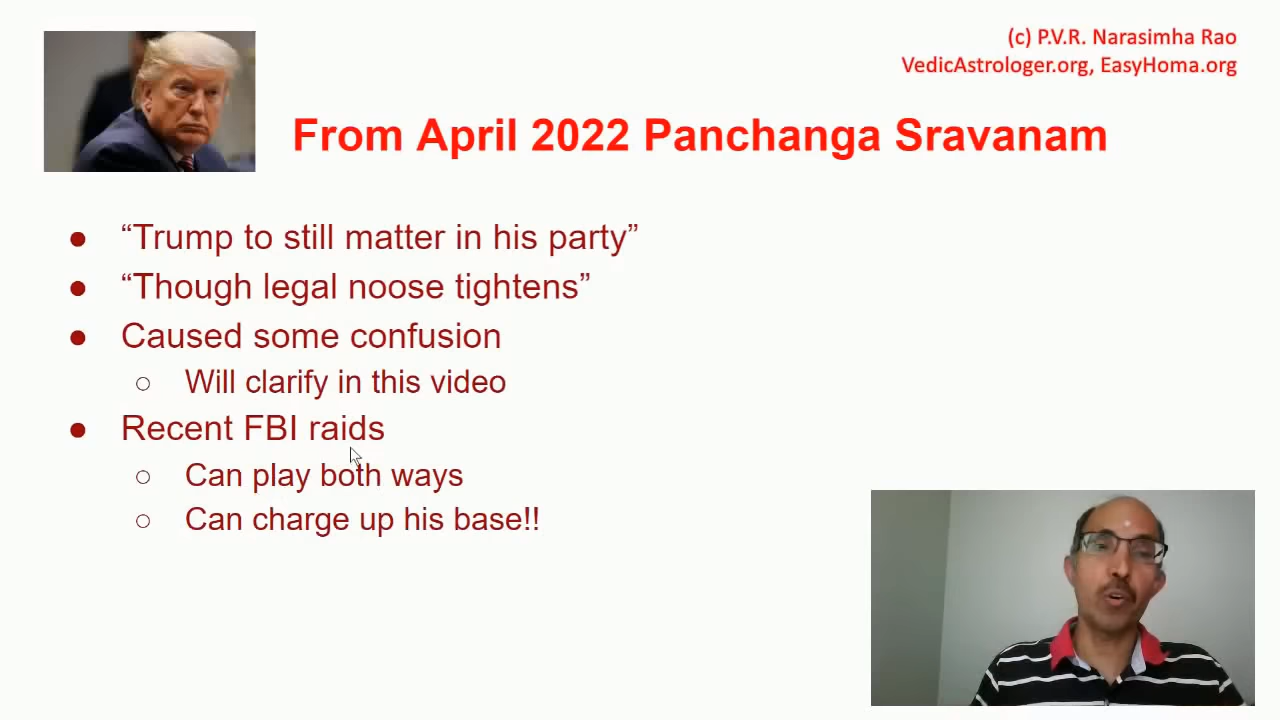 (c) P.V.R. Narasimha Rao
VedicAstrologer.org, EasyHoma.org
From April 2022 Panchanga Sravanam
● “Trump to still matter in his party”
● “Though legal noose tightens”
● Caused some confusion
○ Will clarify in this video
● Recent FBI raids
○ Can play both ways
○ Can charge up his base!!